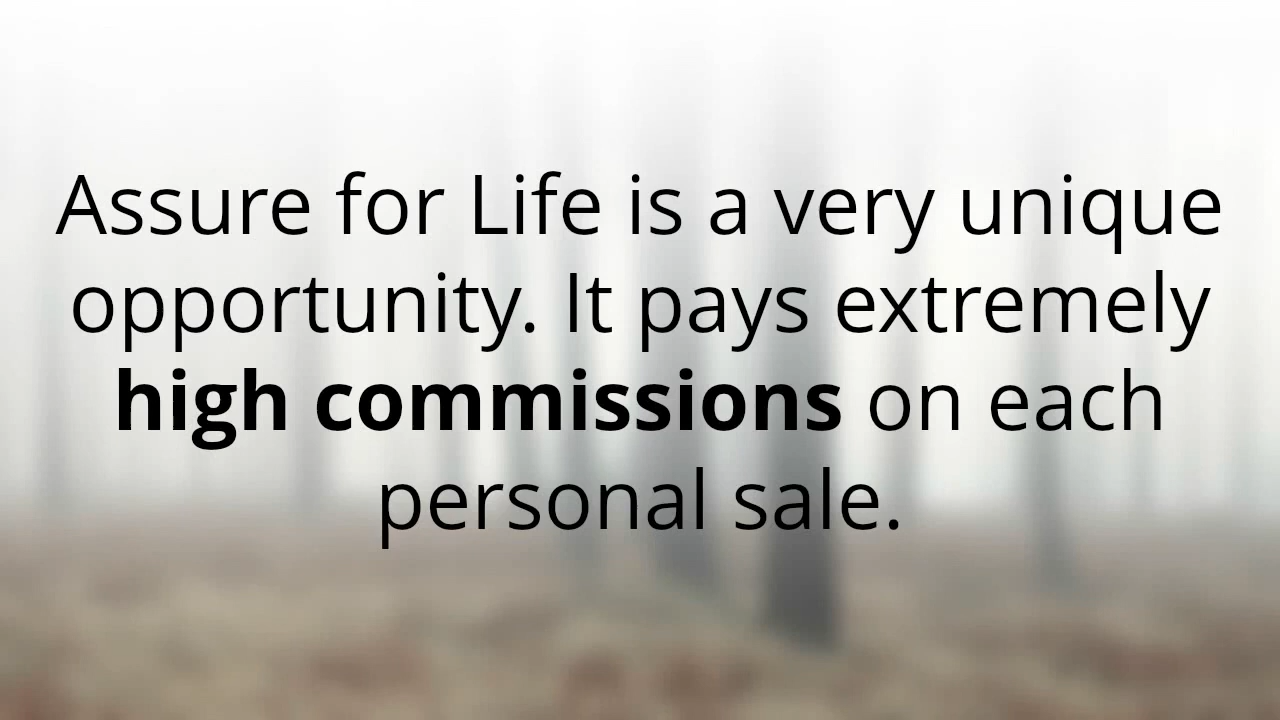 Assure for Life is a very unique
opportunity. It pays extremely
high commissions on each
personal sale.